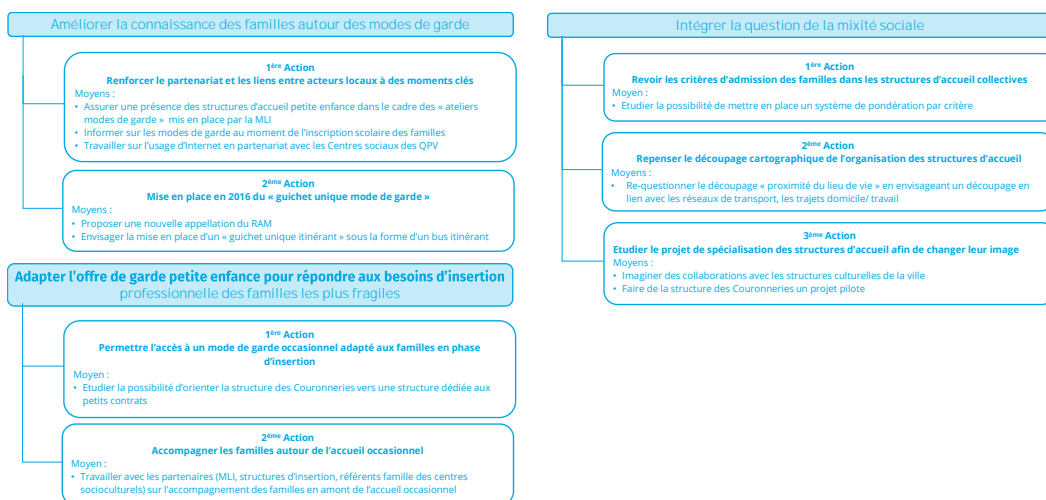 Améliorer la connaissance des familles autour des modes de garde
1ère Action
Renforcer le partenariat et les liens entre acteurs locaux à des moments clés
Moyens :
• Assurer une présence des structures d'accueil petite enfance dans le cadre des « ateliers
modes de garde » mis en place par la MLI
• Informer sur les modes de garde au moment de l'inscription scolaire des familles
• Travailler sur l'usage d'Internet en partenariat avec les Centres sociaux des QPV
2ème Action
Mise en place en 2016 du « guichet unique mode de garde »
Moyens :
• Proposer une nouvelle appellation du RAM
• Envisager la mise en place d'un « guichet unique itinérant » sous la forme d'un bus itinérant
Adapter l'offre de garde petite enfance pour répondre aux besoins d'insertion
professionnelle des familles les plus fragiles
1ère Action
Permettre l'accès à un mode de garde occasionnel adapté aux familles en phase
d'insertion
Moyen :
• Etudier la possibilité d'orienter la structure des Couronneries vers une structure dédiée aux
petits contrats
2ème Action
Accompagner les familles autour de l'accueil occasionnel
Moyen :
• Travailler avec les partenaires (MLI, structures d'insertion, référents famille des centres
socioculturels) sur l'accompagnement des familles en amont de l'accueil occasionnel
Intégrer la question de la mixité sociale
1ère Action
Revoir les critères d'admission des familles dans les structures d'accueil collectives
Moyen :
• Etudier la possibilité de mettre en place un système de pondération par critère
2ème Action
Repenser le découpage cartographique de l'organisation des structures d'accueil
Moyens :
• Re-questionner le découpage « proximité du lieu de vie » en envisageant un découpage en
lien avec les réseaux de transport, les trajets domicile/ travail
3ème Action
Etudier le projet de spécialisation des structures d'accueil afin de changer leur image
Moyens :
• Imaginer des collaborations avec les structures culturelles de la ville
• Faire de la structure des Couronneries un projet pilote